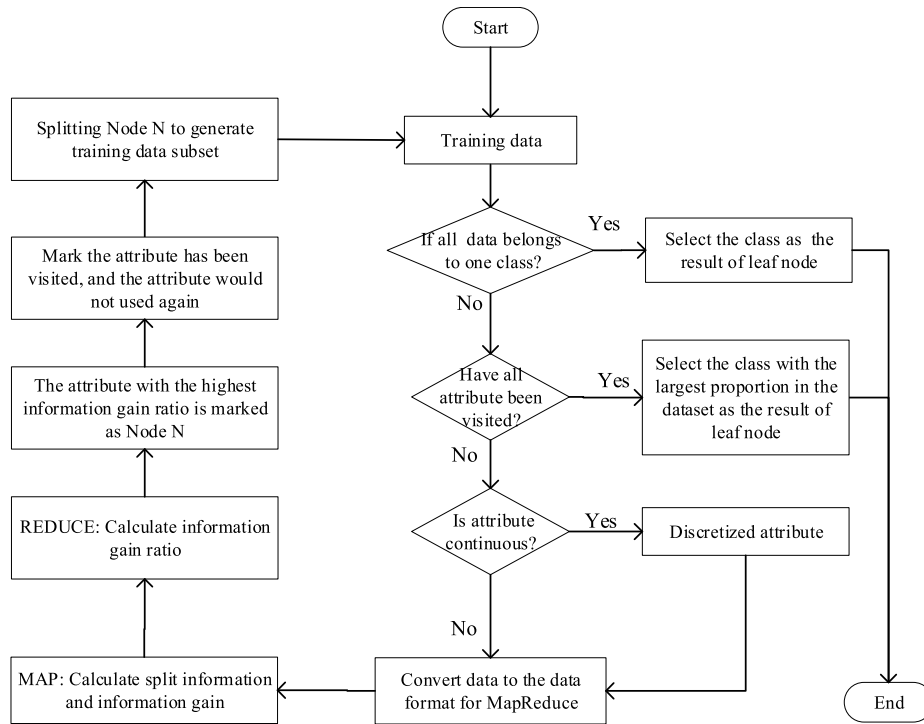 Start
Training data
If all data belongs
to one class?
Yes
Select the class as the
result of leaf node
No
Have all
attribute been
visited?
Yes
Select the class with the
largest proportion in the
dataset as the result of
leaf node
No
Is attribute
continuous?
Yes
Discretized attribute
No
Convert data to the data
format for MapReduce
MAP: Calculate split information
and information gain
REDUCE: Calculate information
gain ratio
The attribute with the highest
information gain ratio is marked
as Node N
Mark the attribute has been
visited, and the attribute would
not used again
Splitting Node N to generate
training data subset
End